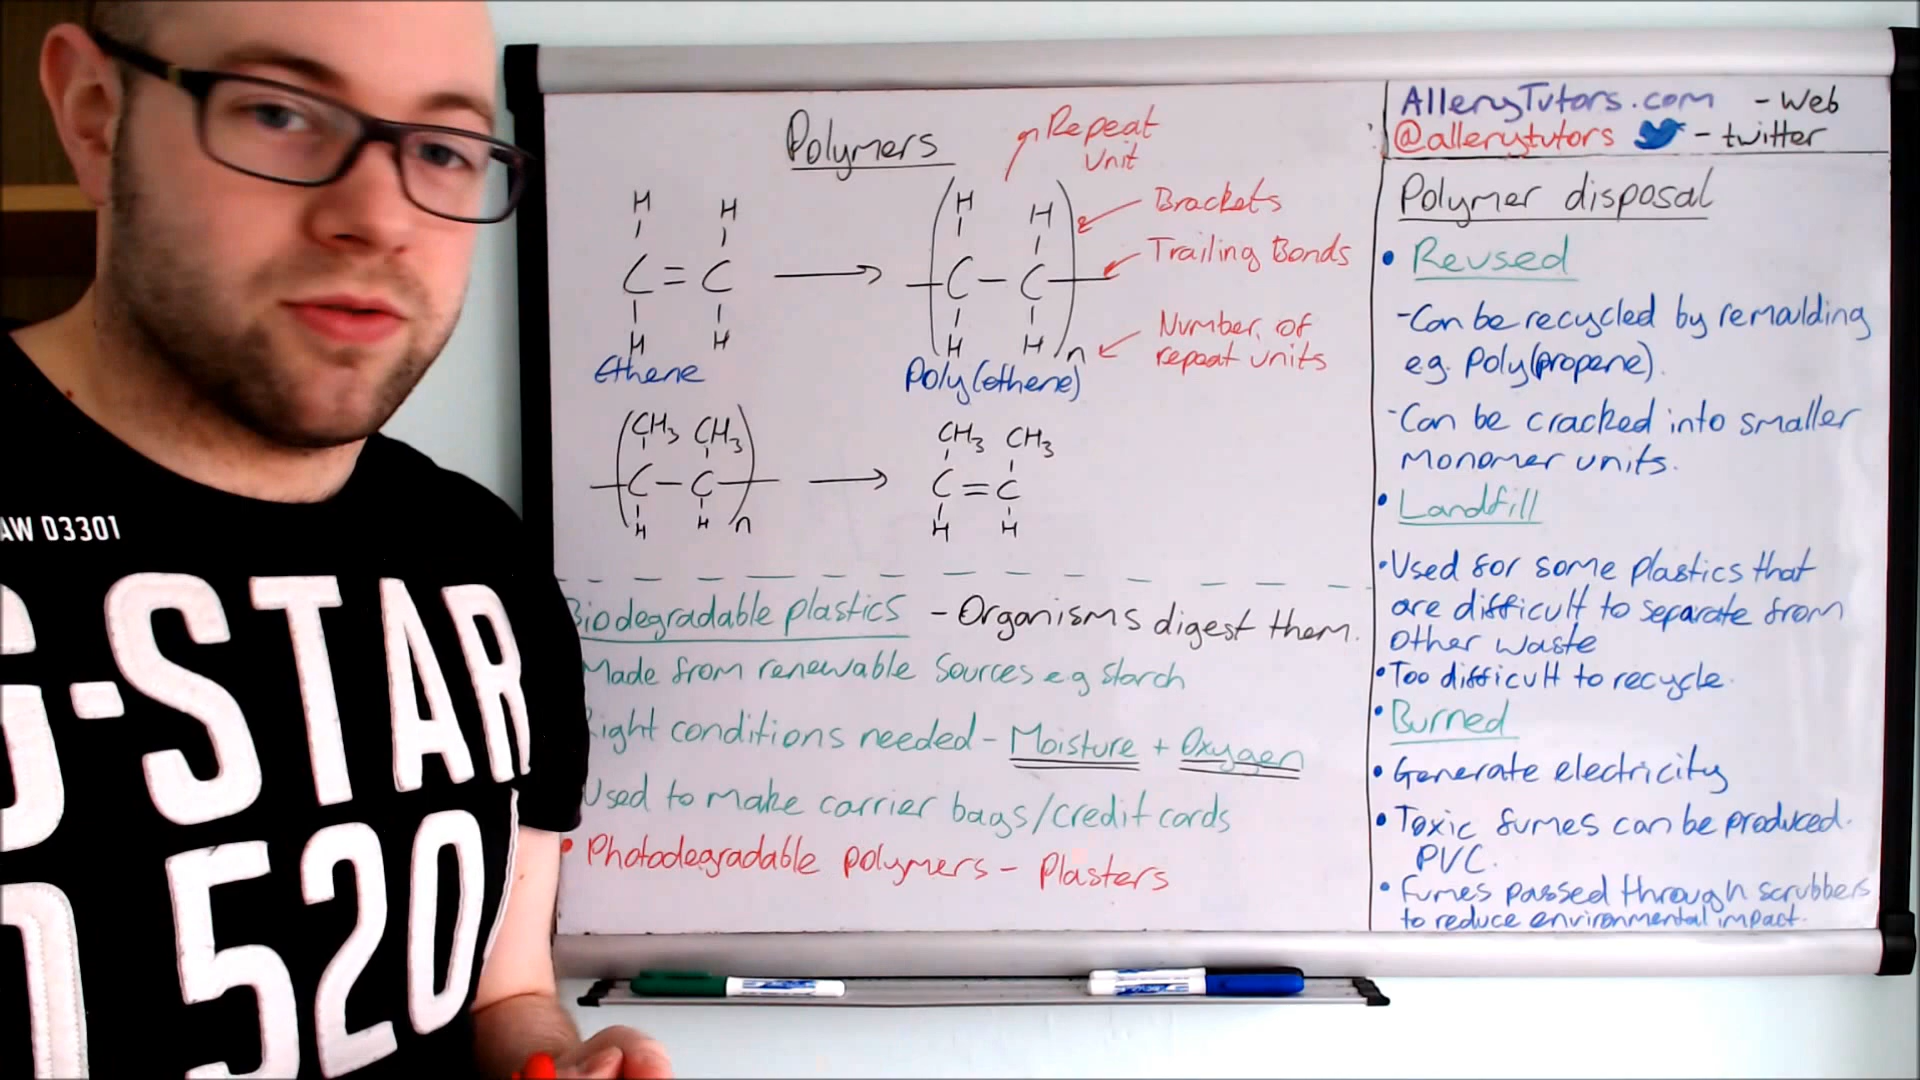 Polymers
Repeat
Unit
H H
C = C
H H
Ethene
H H
C - C
H H n
Poly(ethene)
Brackets
Trailing Bonds
Number of
repeat units
CH3 CH3
C - C
H H n
CH3 CH3
C = C
H H
Biodegradable plastics - Organisms digest them.
Made from renewable sources e.g starch
Right conditions needed - Moisture + Oxygen
Used to make carrier bags/credit cards
• Photodegradable polymers - Plasters
AlleryTutors.com - Web
@allerytutors - twitter
Polymer disposal
• Reused
- Can be recycled by remoulding
e.g. Poly(propene).
- Can be cracked into smaller
monomer units.
• Landfill
• Used for some plastics that
are difficult to separate from
other waste
• Too difficult to recycle.
• Burned
• Generate electricity
• Toxic fumes can be produced.
PVC.
• Fumes passed through scrubbers
to reduce environmental impact.
AW 03301
G-STAR
520